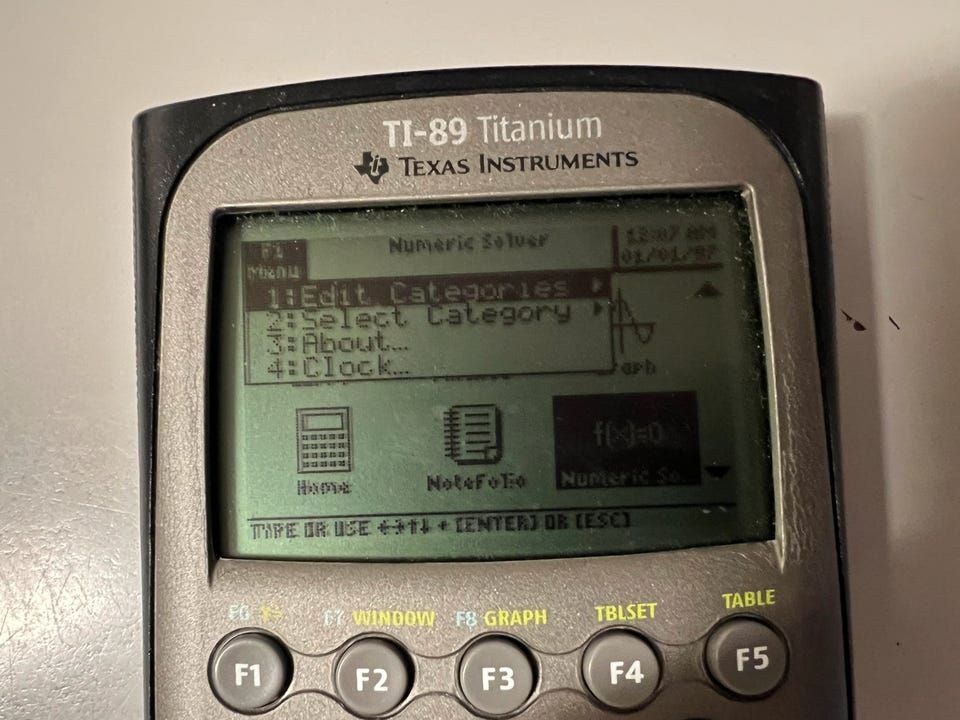 TI-89 Titanium
TEXAS INSTRUMENTS
F1
Menu
Numeric Solver
12:07 AM
01/01/97
1:Edit Categories
2:Select Category
3:About…
4:Clock…
f(x)=0
Home
NoteFolio
Numeric So…
TYPE OR USE ←→↑↓ + [ENTER] OR [ESC]
F6 F7 WINDOW F8 GRAPH TBLSET TABLE
F1 F2 F3 F4 F5